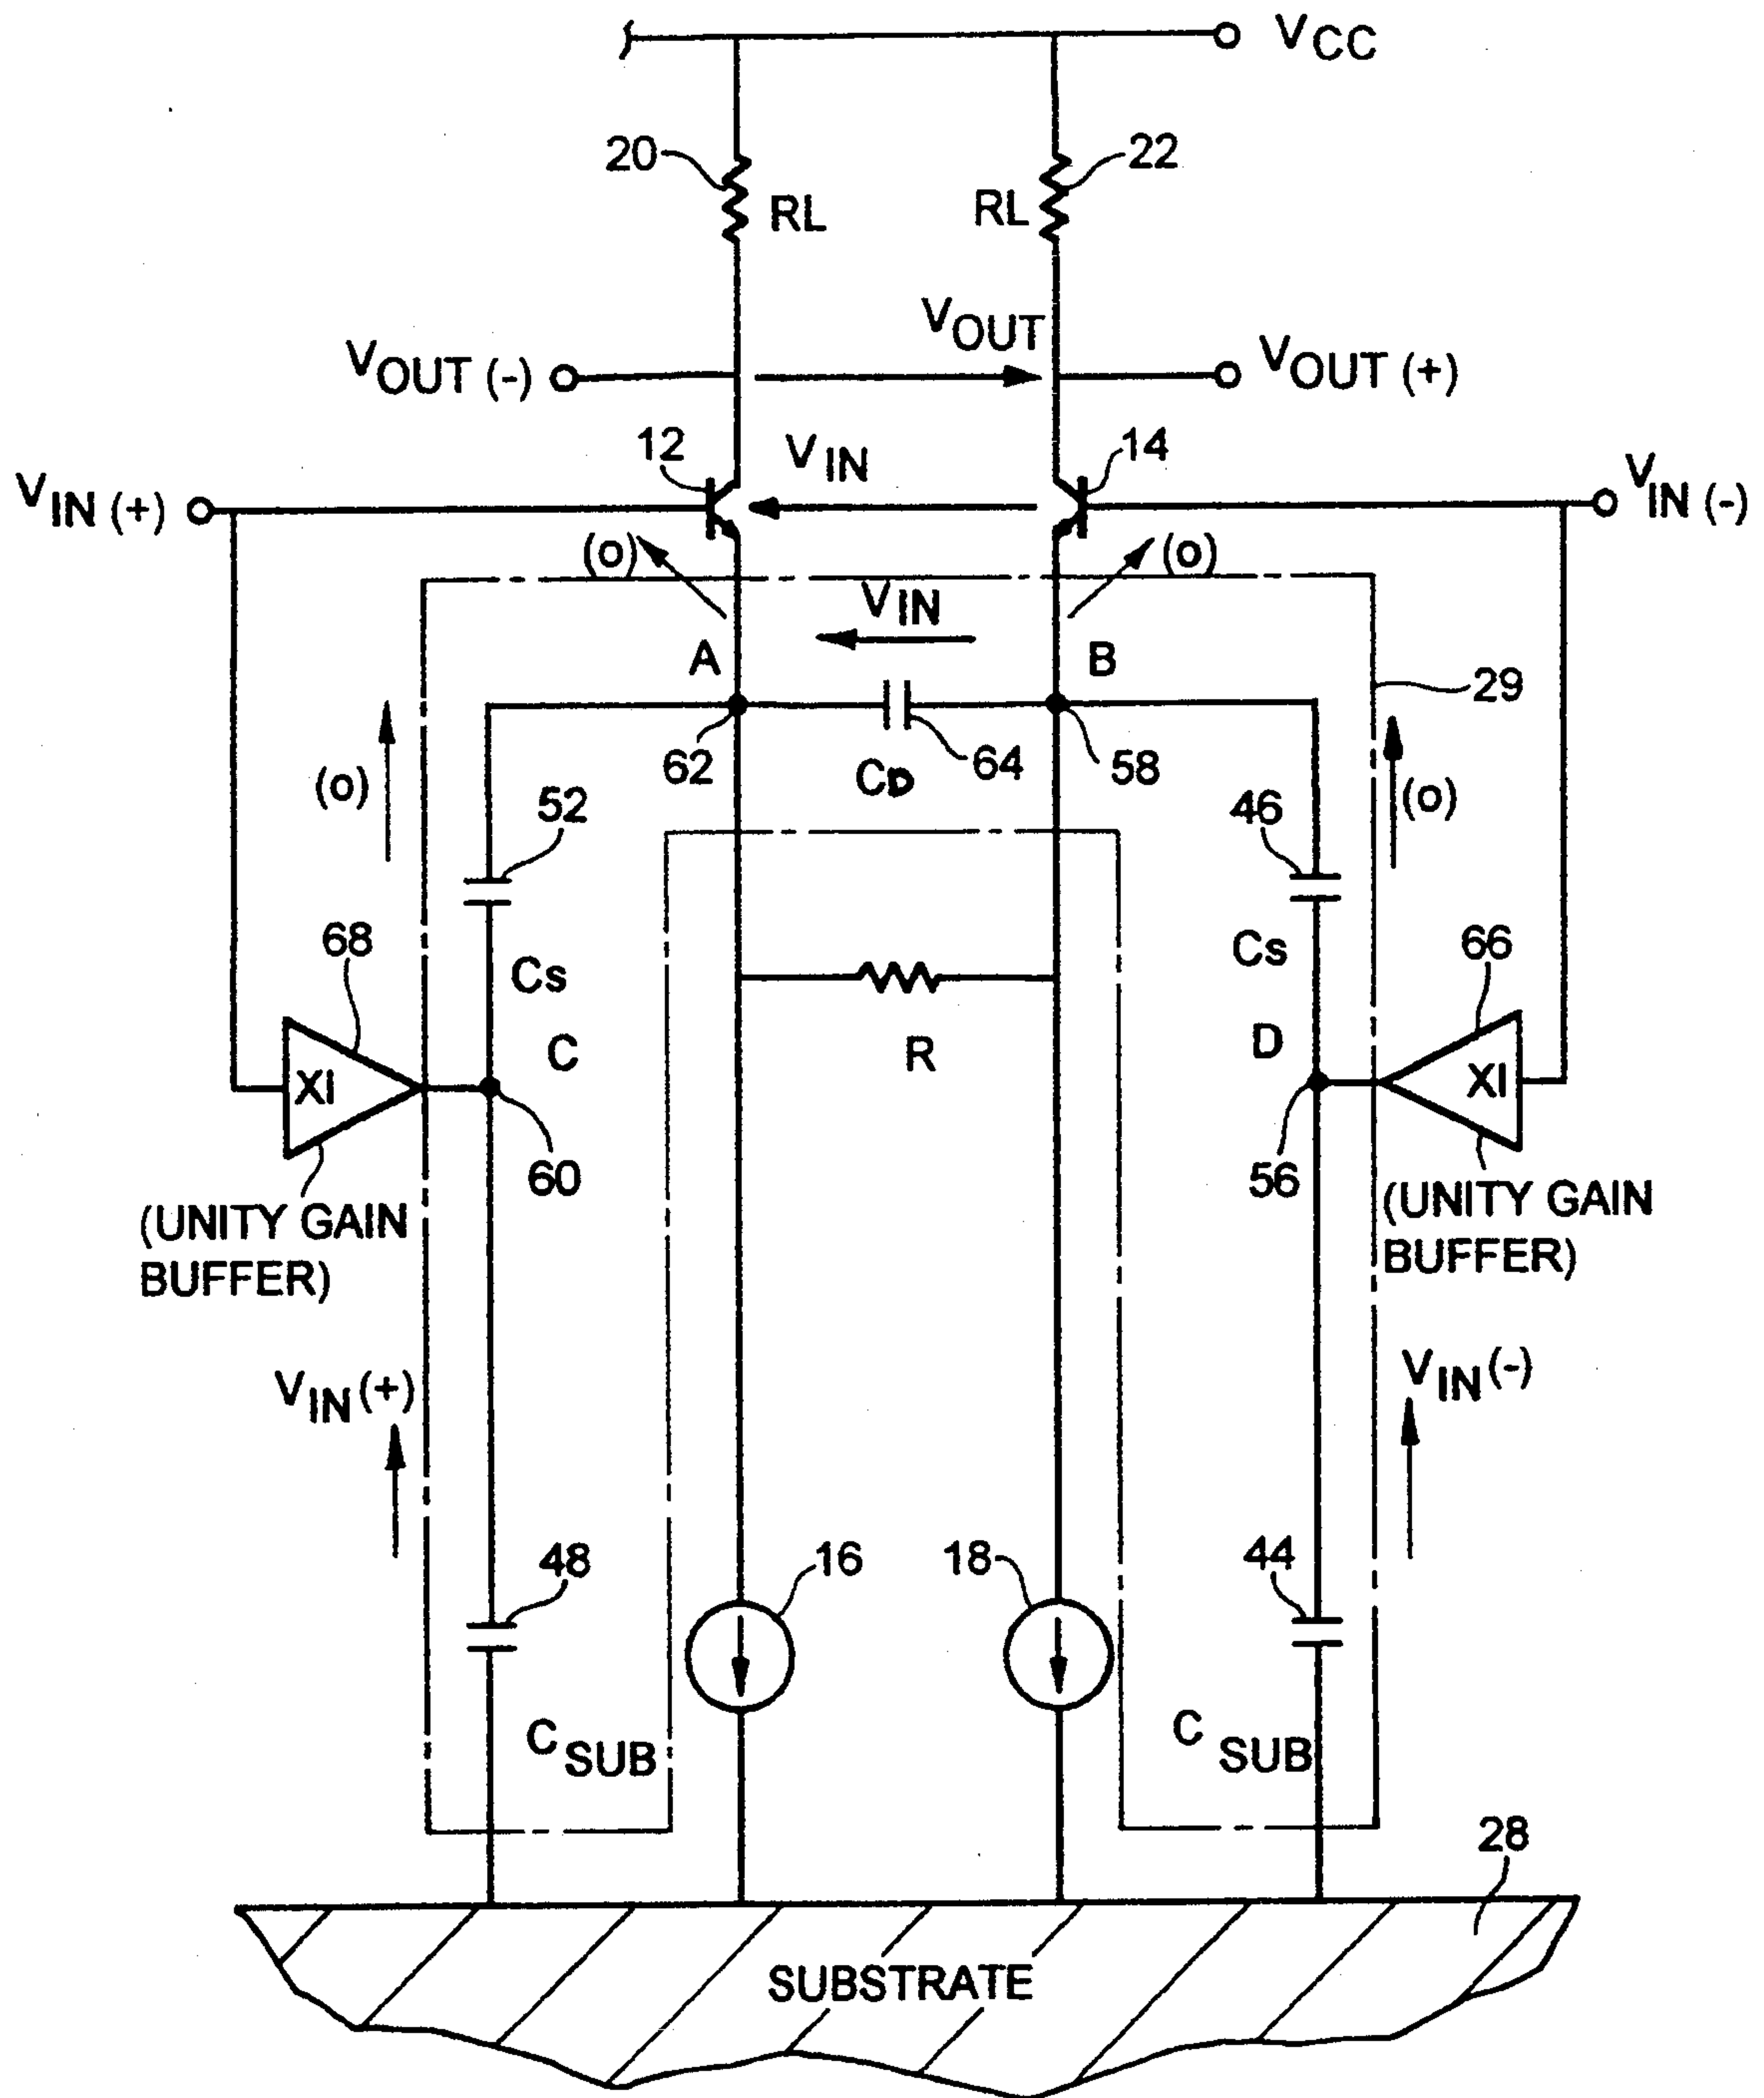 VCC
20
22
RL
RL
VOUT
VOUT (-)
VOUT (+)
12
VIN
14
VIN (+)
VIN (-)
(O)
(O)
VIN
A
B
29
62
64
58
(O)
CD
(O)
52
46
68
Cs
Cs
66
C
R
D
XI
XI
60
56
(UNITY GAIN
BUFFER)
(UNITY GAIN
BUFFER)
VIN (+)
VIN (-)
48
16
18
44
CSUB
C SUB
28
SUBSTRATE